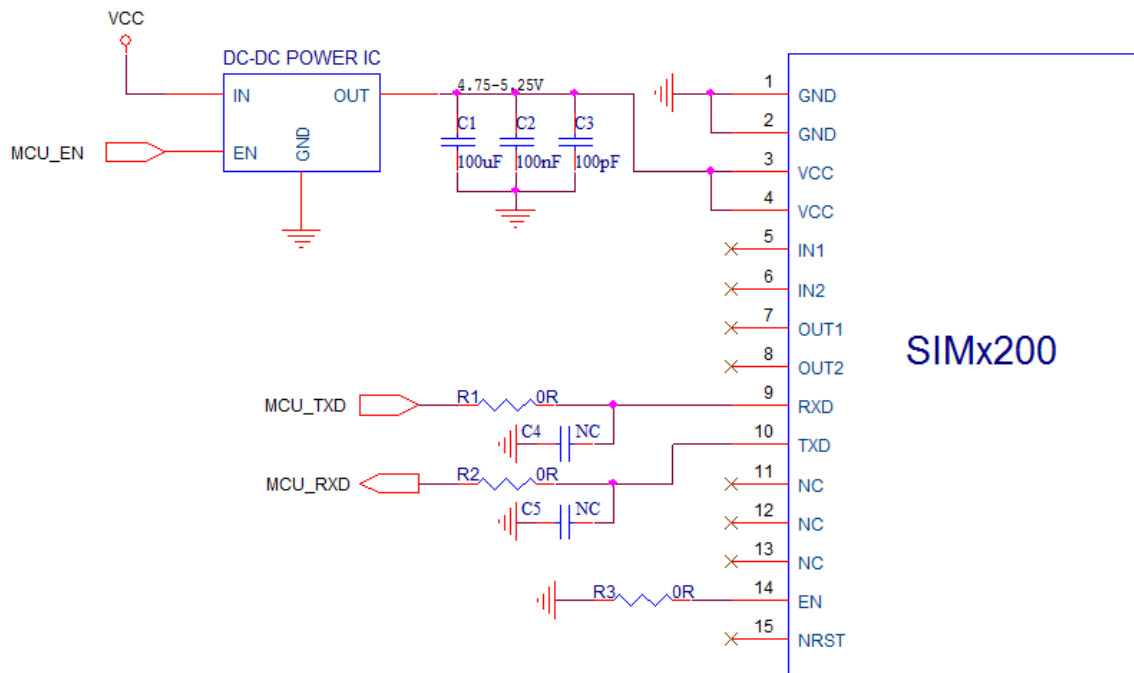 VCC
DC-DC POWER IC
IN
OUT
EN
GND
MCU_EN
4.75-5.25V
C1
C2
C3
100uF
100nF
100pF
1
GND
2
GND
3
VCC
4
VCC
5
IN1
6
IN2
7
OUT1
8
OUT2
SIMx200
MCU_TXD
R1
0R
9
RXD
C4
NC
10
TXD
MCU_RXD
R2
0R
11
NC
C5
NC
12
NC
13
NC
R3
0R
14
EN
15
NRST